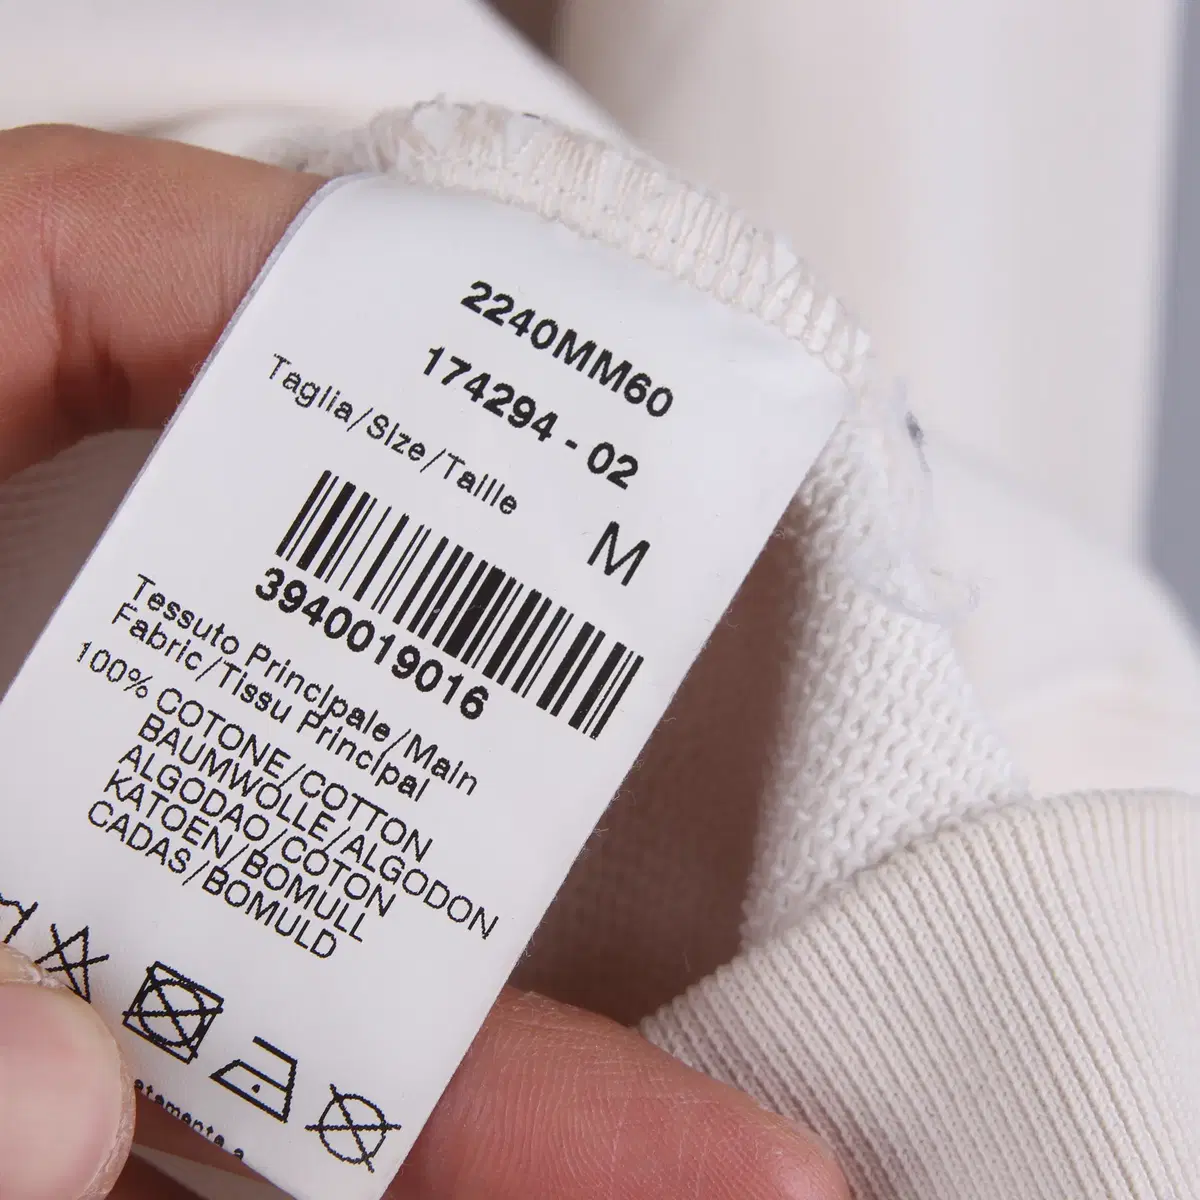 2240MM60
174294 - 02
Taglia/Size/Taille
M
3940019016
Tessuto Principale/Main
Fabric/Tissu Principal
100% COTONE/COTTON
BAUMWOLLE/ALGODON
ALGODAO/COTON
KATOEN/BOMULL
CADAS/BOMULD